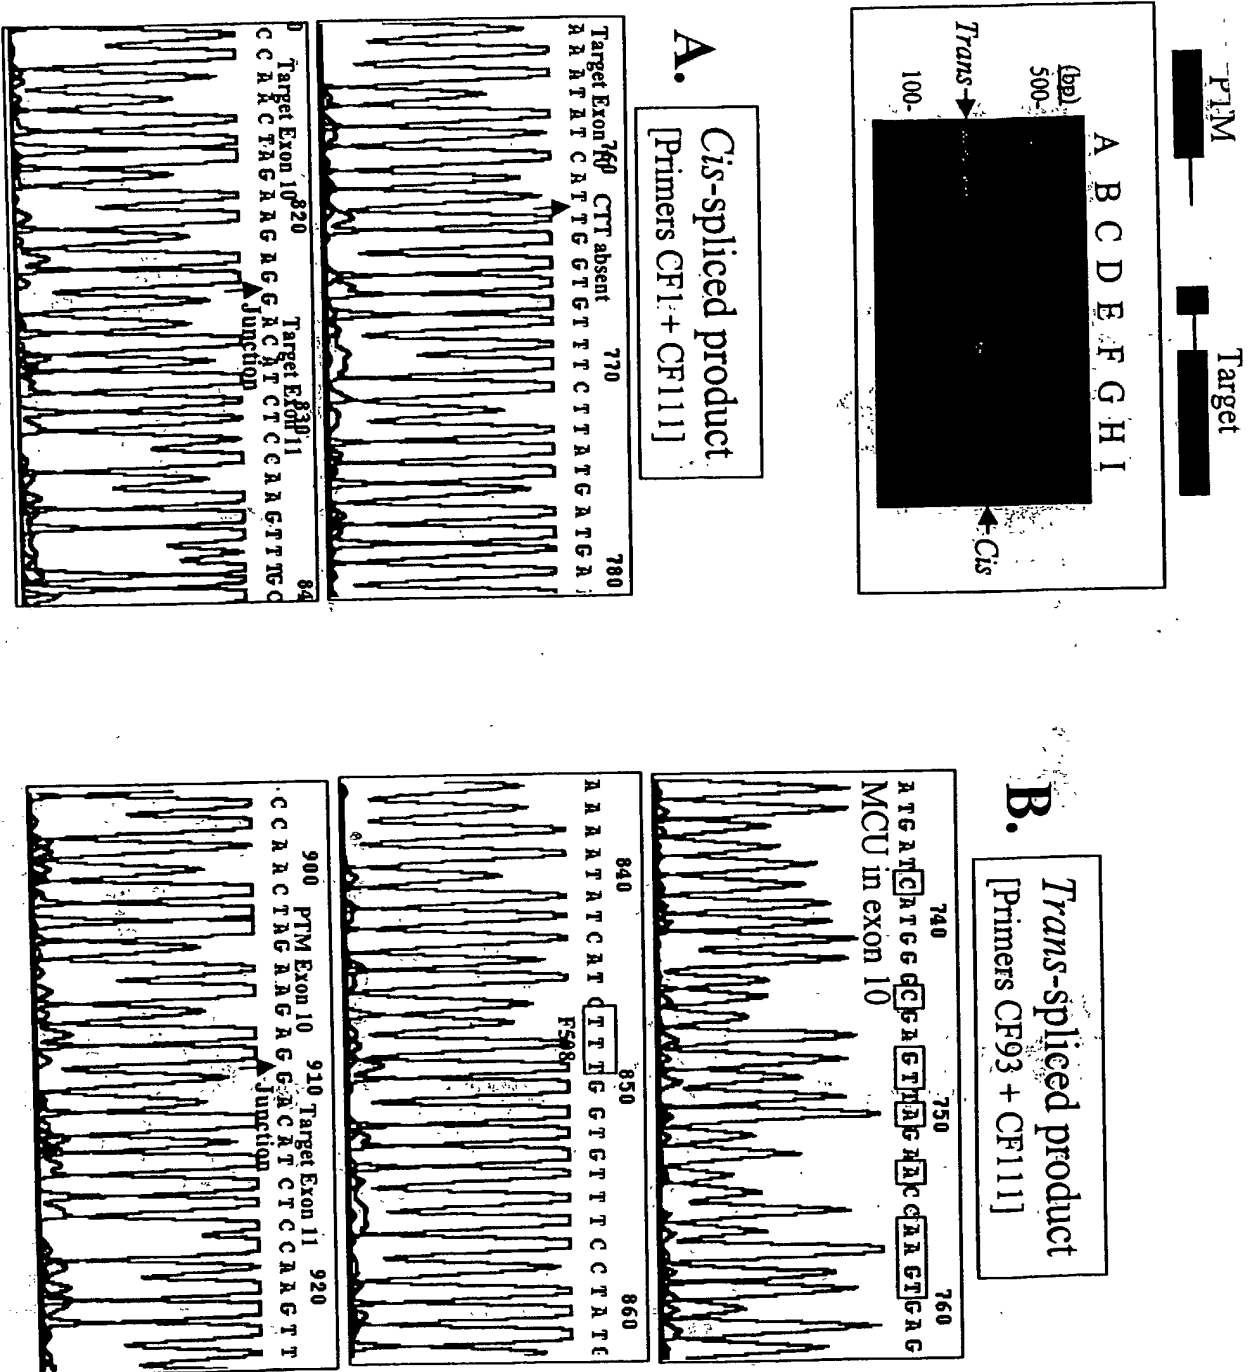 PTM
Target
A B C D E F G H I
(bp)
500-
Trans
100-
Cis
A.
Cis-spliced product
[Primers CF1 + CF111]
760 770 780
Target Exon 10 CTT absent
A A A T A T C A T T G G T G T T T C T T A T G A T G A
Target Exon 10 820 Target Exon 11 830 84
C C A A C T A G A A G A G G A C A T C T C C A A G T T T G C
Junction
B.
Trans-spliced product
[Primers CF93 + CF111]
740 750 760
A T G A T C A T G G G C G A G T T A G A A C C A A G T G A G
MCU in exon 10
840 850 860
A A A A T A T C A T C T T T G G T G T T T C C T A T G
F508
900 PTM Exon 10 910 Target Exon 11 920
C C A A C T A G A A G A G G A C A T C T C C A A G T T
Junction